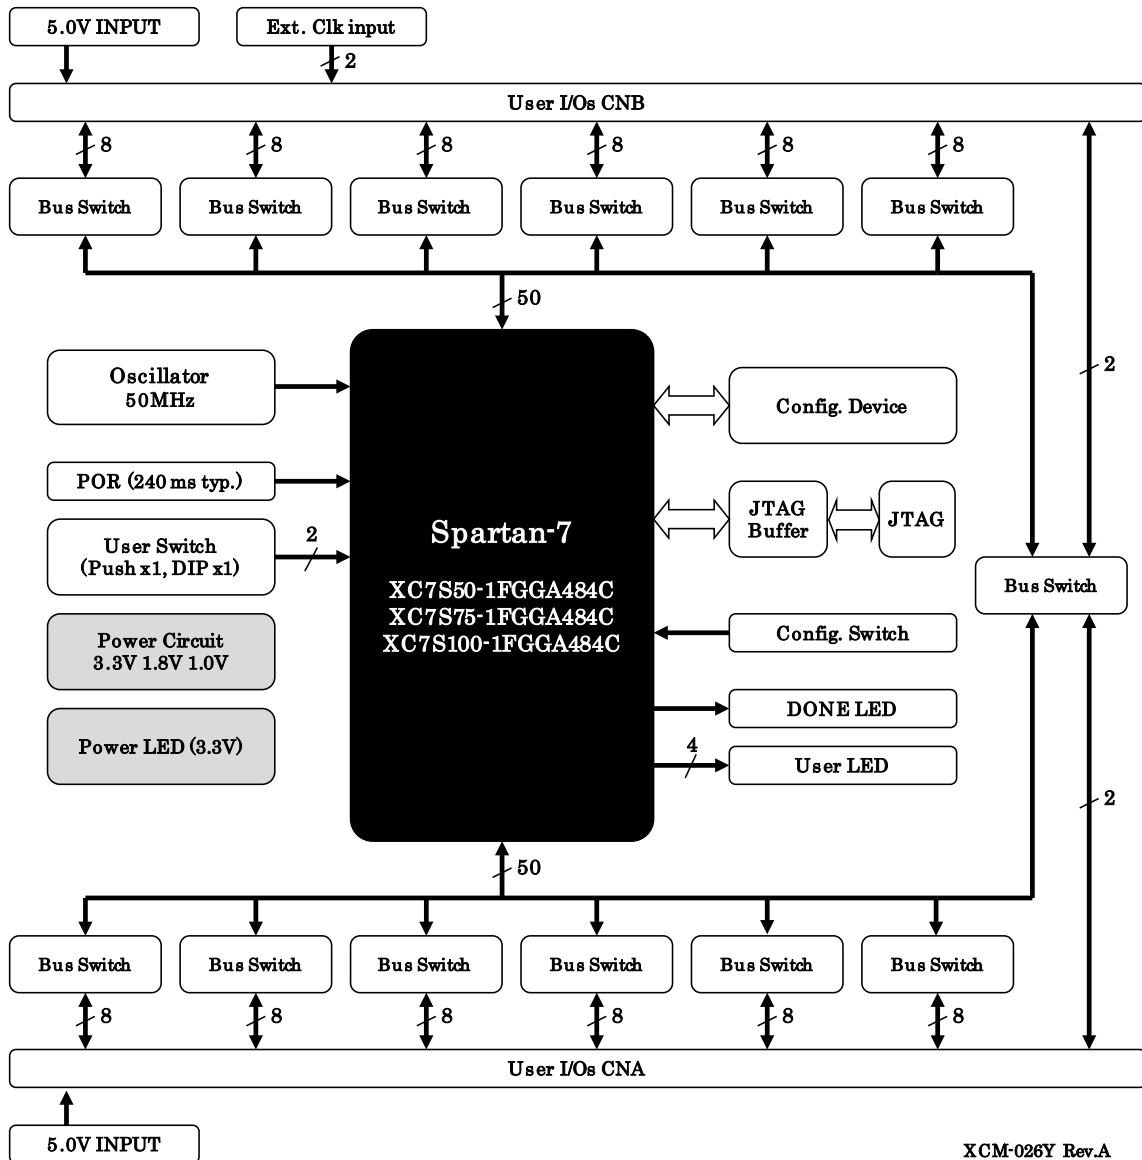 5.0V INPUT
Ext. Clk input
2
User I/Os CNB
8
8
8
8
8
8
Bus Switch
Bus Switch
Bus Switch
Bus Switch
Bus Switch
Bus Switch
50
2
Oscillator
50MHz
Config. Device
POR (240 ms typ.)
User Switch
(Push x1, DIP x1)
2
JTAG
Buffer
JTAG
Spartan-7
XC7S50-1FGGA484C
XC7S75-1FGGA484C
XC7S100-1FGGA484C
Bus Switch
Power Circuit
3.3V 1.8V 1.0V
Config. Switch
DONE LED
Power LED (3.3V)
4
User LED
2
50
Bus Switch
Bus Switch
Bus Switch
Bus Switch
Bus Switch
Bus Switch
8
8
8
8
8
8
User I/Os CNA
5.0V INPUT
XCM-026Y Rev.A